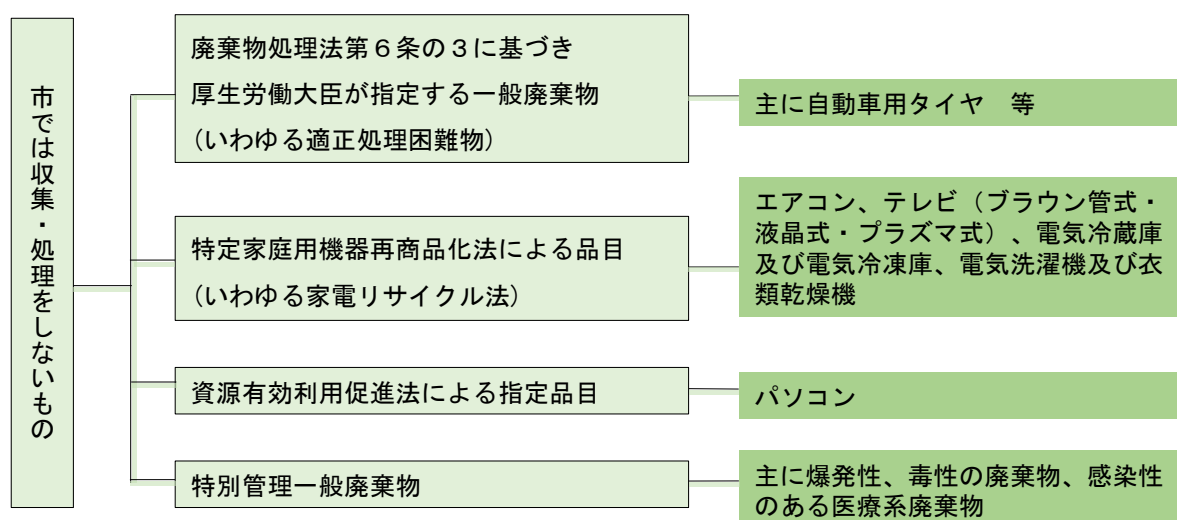 市では収集・処理をしないもの
廃棄物処理法第６条の３に基づき
厚生労働大臣が指定する一般廃棄物
(いわゆる適正処理困難物)
主に自動車用タイヤ　等
特定家庭用機器再商品化法による品目
(いわゆる家電リサイクル法)
エアコン、テレビ（ブラウン管式・
液晶式・プラズマ式）、電気冷蔵庫
及び電気冷凍庫、電気洗濯機及び衣
類乾燥機
資源有効利用促進法による指定品目
パソコン
特別管理一般廃棄物
主に爆発性、毒性の廃棄物、感染性
のある医療系廃棄物